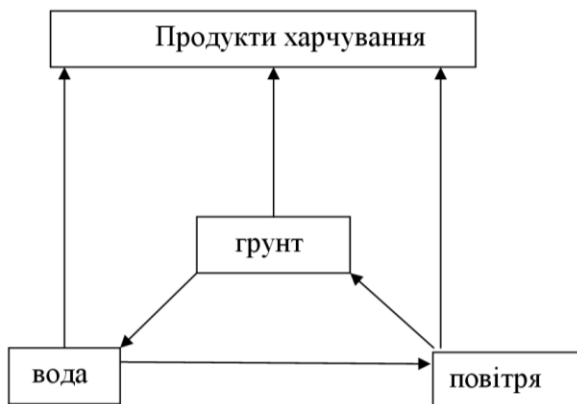 Продукти харчування
грунт
вода
повітря